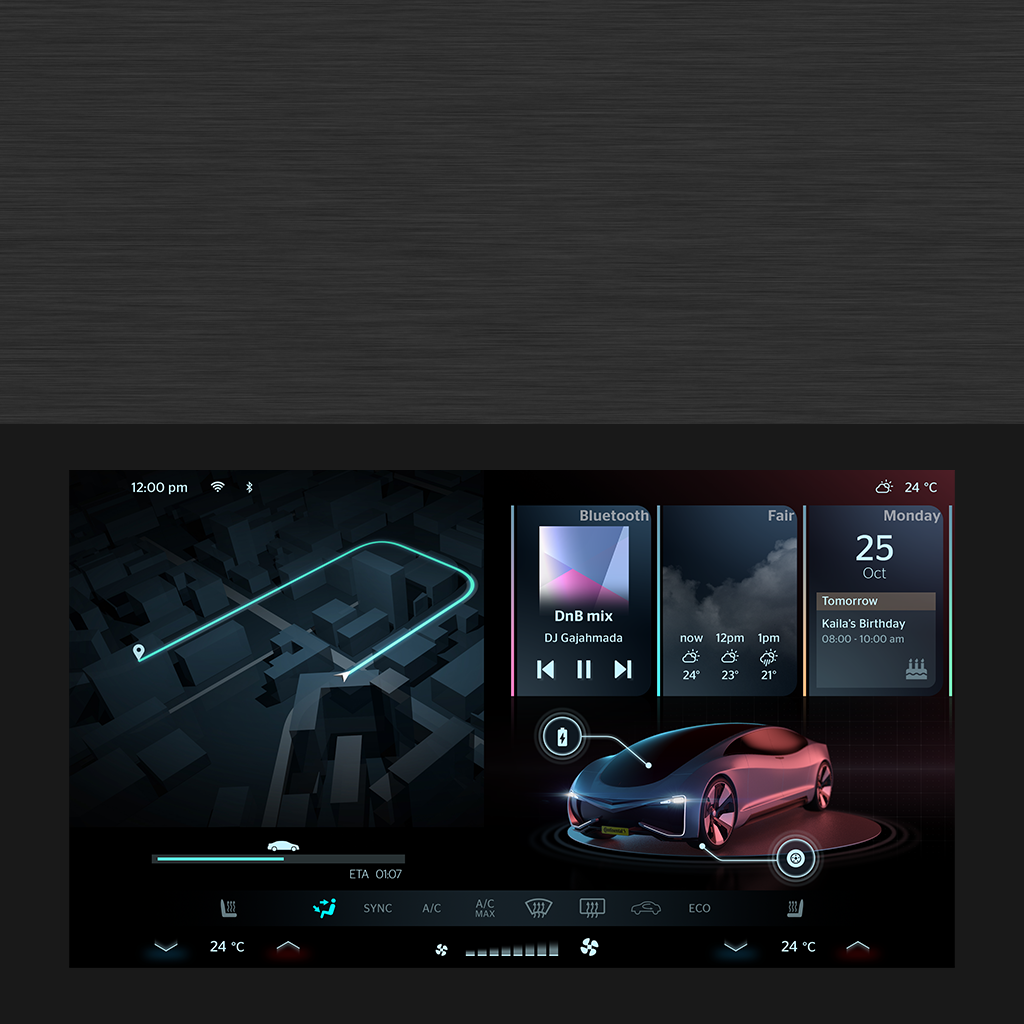 12:00 pm
24 °C
Bluetooth
DnB mix
DJ Gajahmada
Fair
now 12pm 1pm
24° 23° 21°
Monday
25
Oct
Tomorrow
Kaila's Birthday
08:00 - 10:00 am
Continental
ETA 01:07
SYNC A/C A/C MAX ECO
24 °C
24 °C